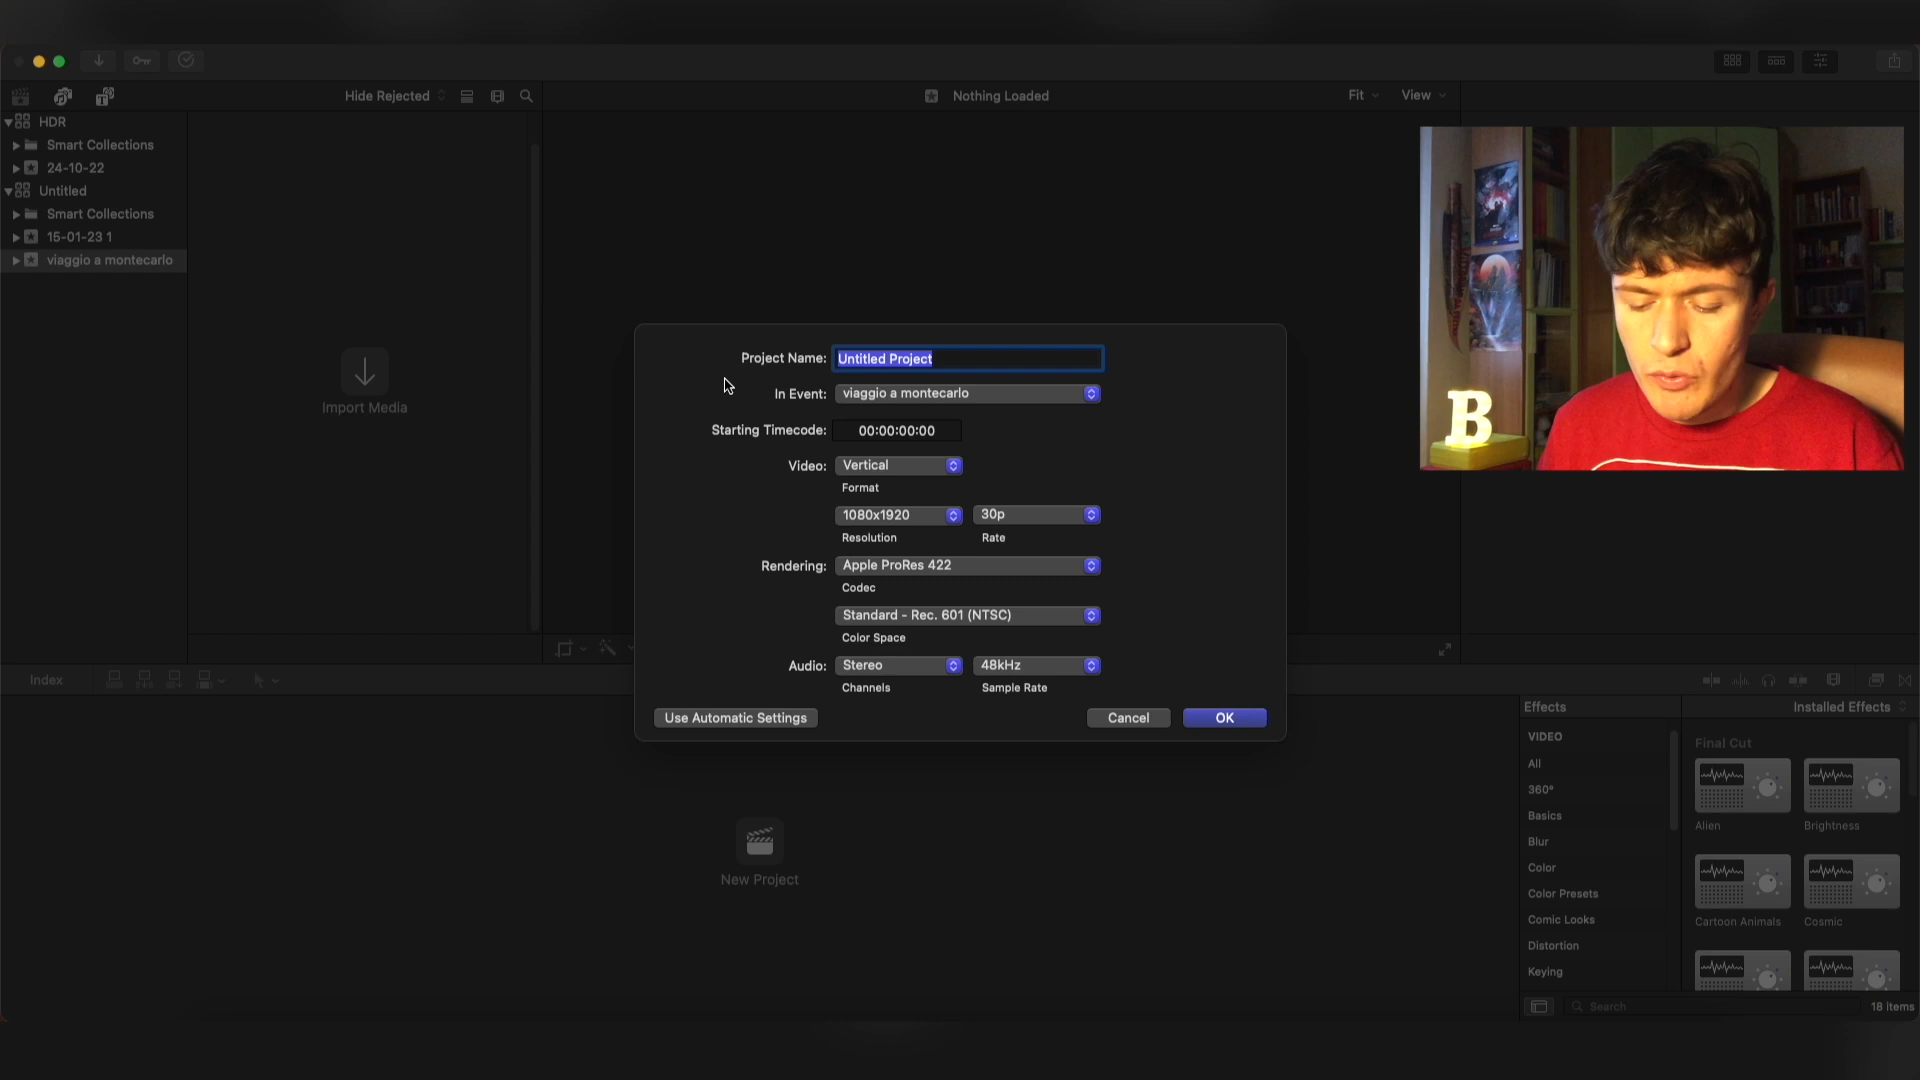 Hide Rejected
Nothing Loaded
Fit
View
HDR
Smart Collections
24-10-22
Untitled
Smart Collections
15-01-23 1
viaggio a montecarlo
Import Media
Project Name: Untitled Project
In Event: viaggio a montecarlo
Starting Timecode: 00:00:00:00
Video: Vertical
Format
1080x1920 30p
Resolution Rate
Rendering: Apple ProRes 422
Codec
Standard - Rec. 601 (NTSC)
Color Space
Audio: Stereo 48kHz
Channels Sample Rate
Use Automatic Settings Cancel OK
B
Index
New Project
Effects
Installed Effects
VIDEO
All
360°
Basics
Blur
Color
Color Presets
Comic Looks
Distortion
Keying
Final Cut
Alien Brightness
Cartoon Animals Cosmic
Search
18 items